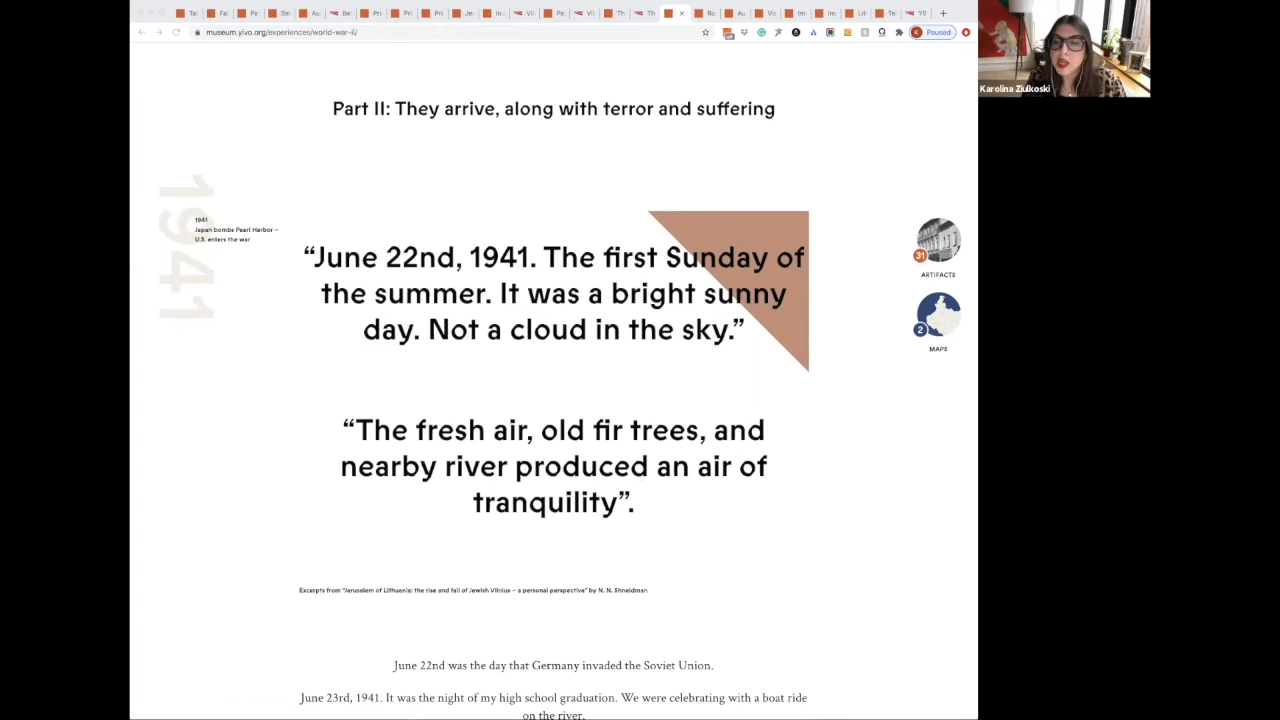 museum.yivo.org/experiences/world-war-ii/
Paused
Karolina Ziulkoski
Part II: They arrive, along with terror and suffering
1941
1941
Japan bombs Pearl Harbor –
U.S. enters the war
“June 22nd, 1941. The first Sunday of
the summer. It was a bright sunny
day. Not a cloud in the sky.”
31
ARTIFACTS
2
MAPS
“The fresh air, old fir trees, and
nearby river produced an air of
tranquility”.
Excerpts from “Jerusalem of Lithuania: the rise and fall of Jewish Vilnius – a personal perspective” by N. N. Shneidman
June 22nd was the day that Germany invaded the Soviet Union.
June 23rd, 1941. It was the night of my high school graduation. We were celebrating with a boat ride
on the river.